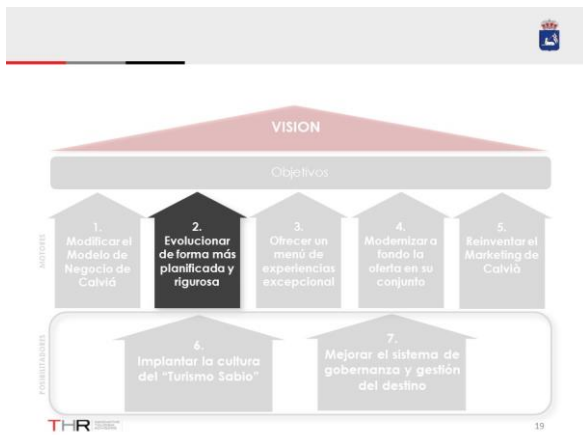 VISION
Objetivos
MOTORES
1.
Modificar el
Modelo de
Negocio de
Calviá
2.
Evolucionar
de forma más
planificada y
rigurosa
3.
Ofrecer un
menú de
experiencias
excepcional
4.
Modernizar a
fondo la
oferta en su
conjunto
5.
Reinventar el
Marketing de
Calvià
POSIBILITADORES
6.
Implantar la cultura
del "Turismo Sabio"
7.
Mejorar el sistema de
gobernanza y gestión
del destino
THR
19